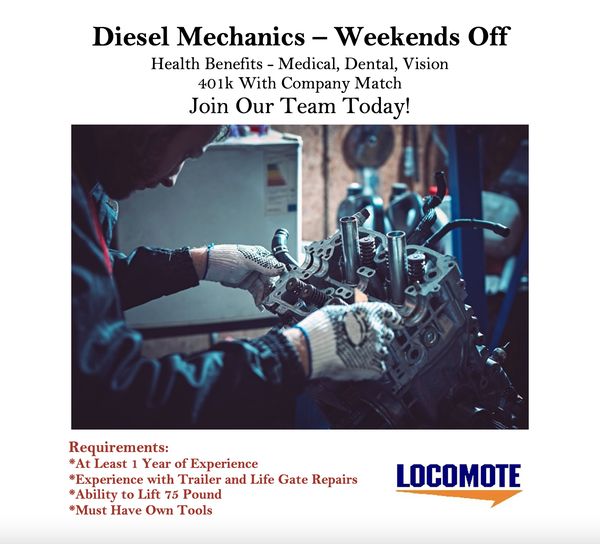 Diesel Mechanics – Weekends Off
Health Benefits - Medical, Dental, Vision
401k With Company Match
Join Our Team Today!
Requirements:
*At Least 1 Year of Experience
*Experience with Trailer and Life Gate Repairs
*Ability to Lift 75 Pound
*Must Have Own Tools
LOCOMOTE